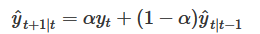 ŷ_{t+1|t} = αy_t + (1 − α)ŷ_{t|t−1}